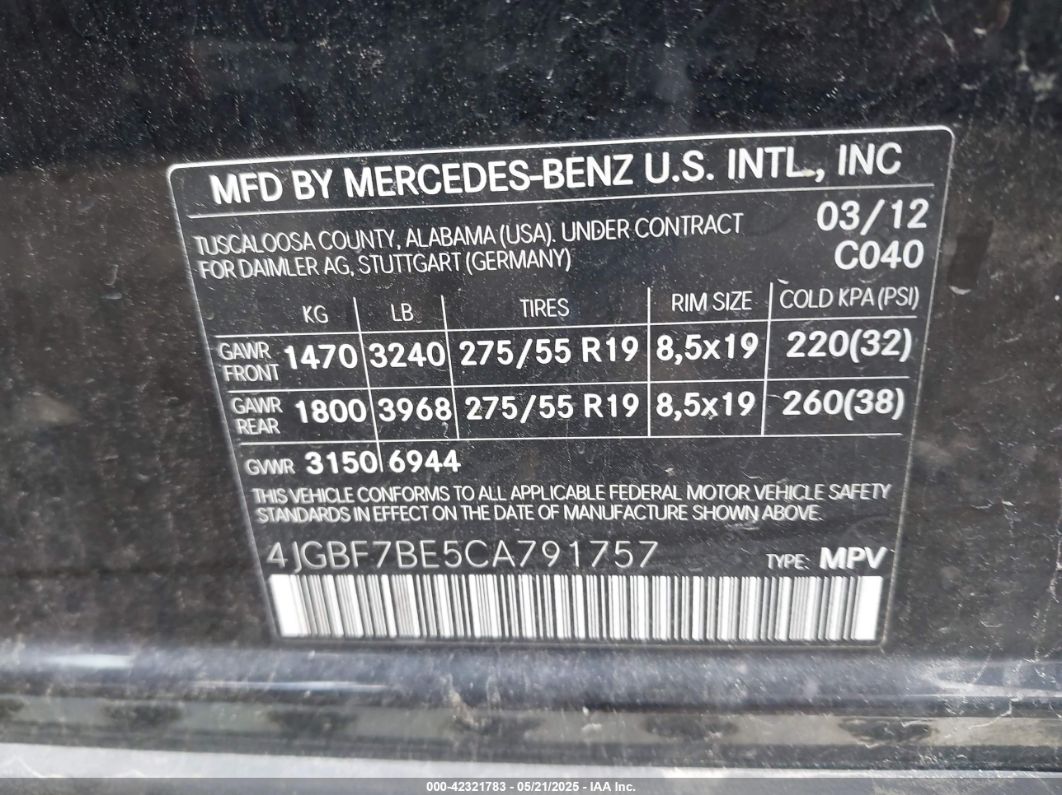 MFD BY MERCEDES-BENZ U.S. INTL., INC
TUSCALOOSA COUNTY, ALABAMA (USA). UNDER CONTRACT
FOR DAIMLER AG, STUTTGART (GERMANY)
03/12
C040
KG LB TIRES RIM SIZE COLD KPA (PSI)
GAWR FRONT 1470 3240 275/55 R19 8,5x19 220(32)
GAWR REAR 1800 3968 275/55 R19 8,5x19 260(38)
GVWR 3150 6944
THIS VEHICLE CONFORMS TO ALL APPLICABLE FEDERAL MOTOR VEHICLE SAFETY
STANDARDS IN EFFECT ON THE DATE OF MANUFACTURE SHOWN ABOVE.
4JGBF7BE5CA791757 TYPE: MPV
000-42321783 - 05/21/2025 - IAA Inc.